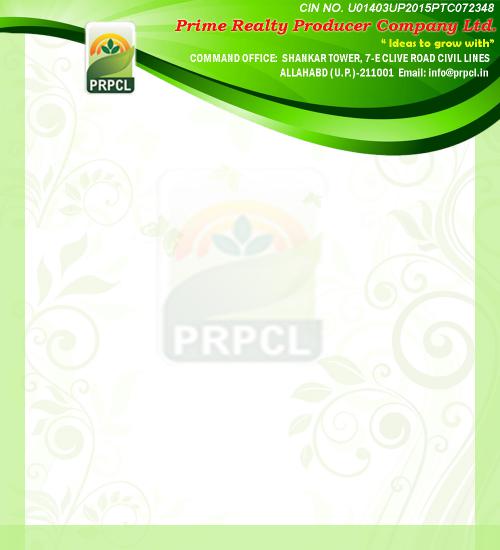 CIN NO. U01403UP2015PTC072348
Prime Realty Producer Company Ltd.
“ Ideas to grow with”
COMMAND OFFICE: SHANKAR TOWER, 7-E CLIVE ROAD CIVIL LINES
ALLAHABD (U.P.)-211001 Email: info@prpcl.in
PRPCL
PRPCL